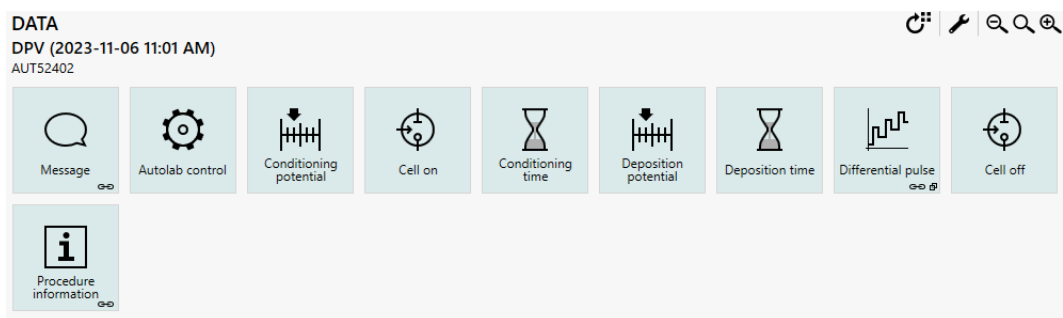 DATA
DPV (2023-11-06 11:01 AM)
AUT52402
Message
Autolab control
Conditioning
potential
Cell on
Conditioning
time
Deposition
potential
Deposition time
Differential pulse
Cell off
Procedure
information